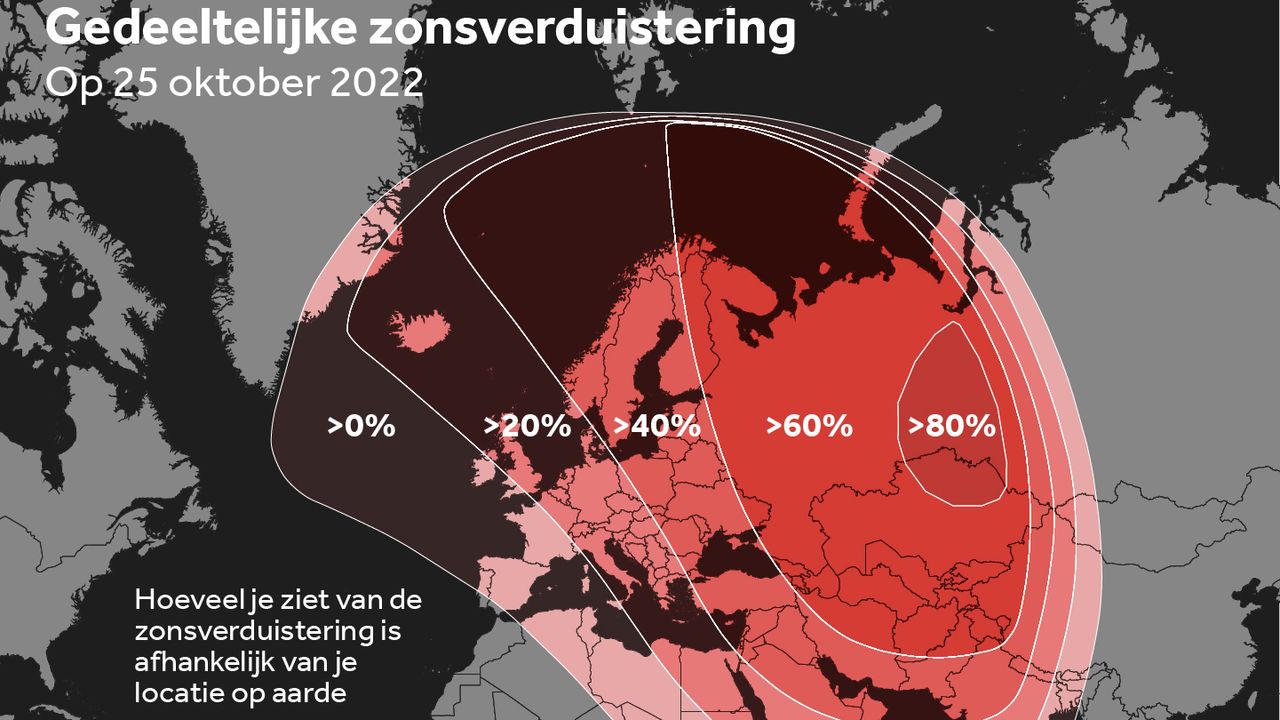 Gedeeltelijke zonsverduistering
Op 25 oktober 2022
>0%
>20%
>40%
>60%
>80%
Hoeveel je ziet van de
zonsverduistering is
afhankelijk van je
locatie op aarde